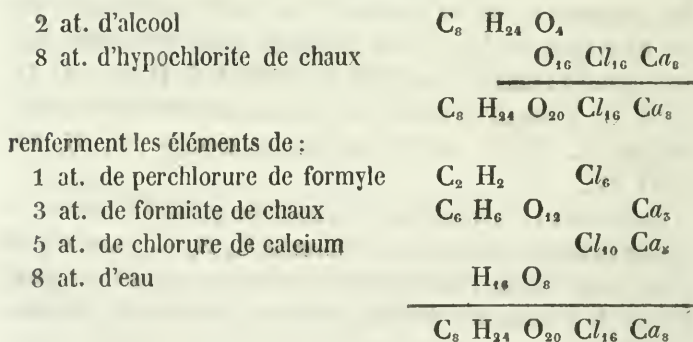 2 at. d'alcool C₈ H₂₄ O₄
8 at. d'hypochlorite de chaux O₁₆ Cl₁₆ Ca₈
C₈ H₂₄ O₂₀ Cl₁₆ Ca₈
renferment les éléments de :
1 at. de perchlorure de formyle C₂ H₂ Cl₆
3 at. de formiate de chaux C₆ H₆ O₁₂ Ca₃
5 at. de chlorure de calcium Cl₁₀ Ca₅
8 at. d'eau H₁₆ O₈
C₈ H₂₄ O₂₀ Cl₁₆ Ca₈